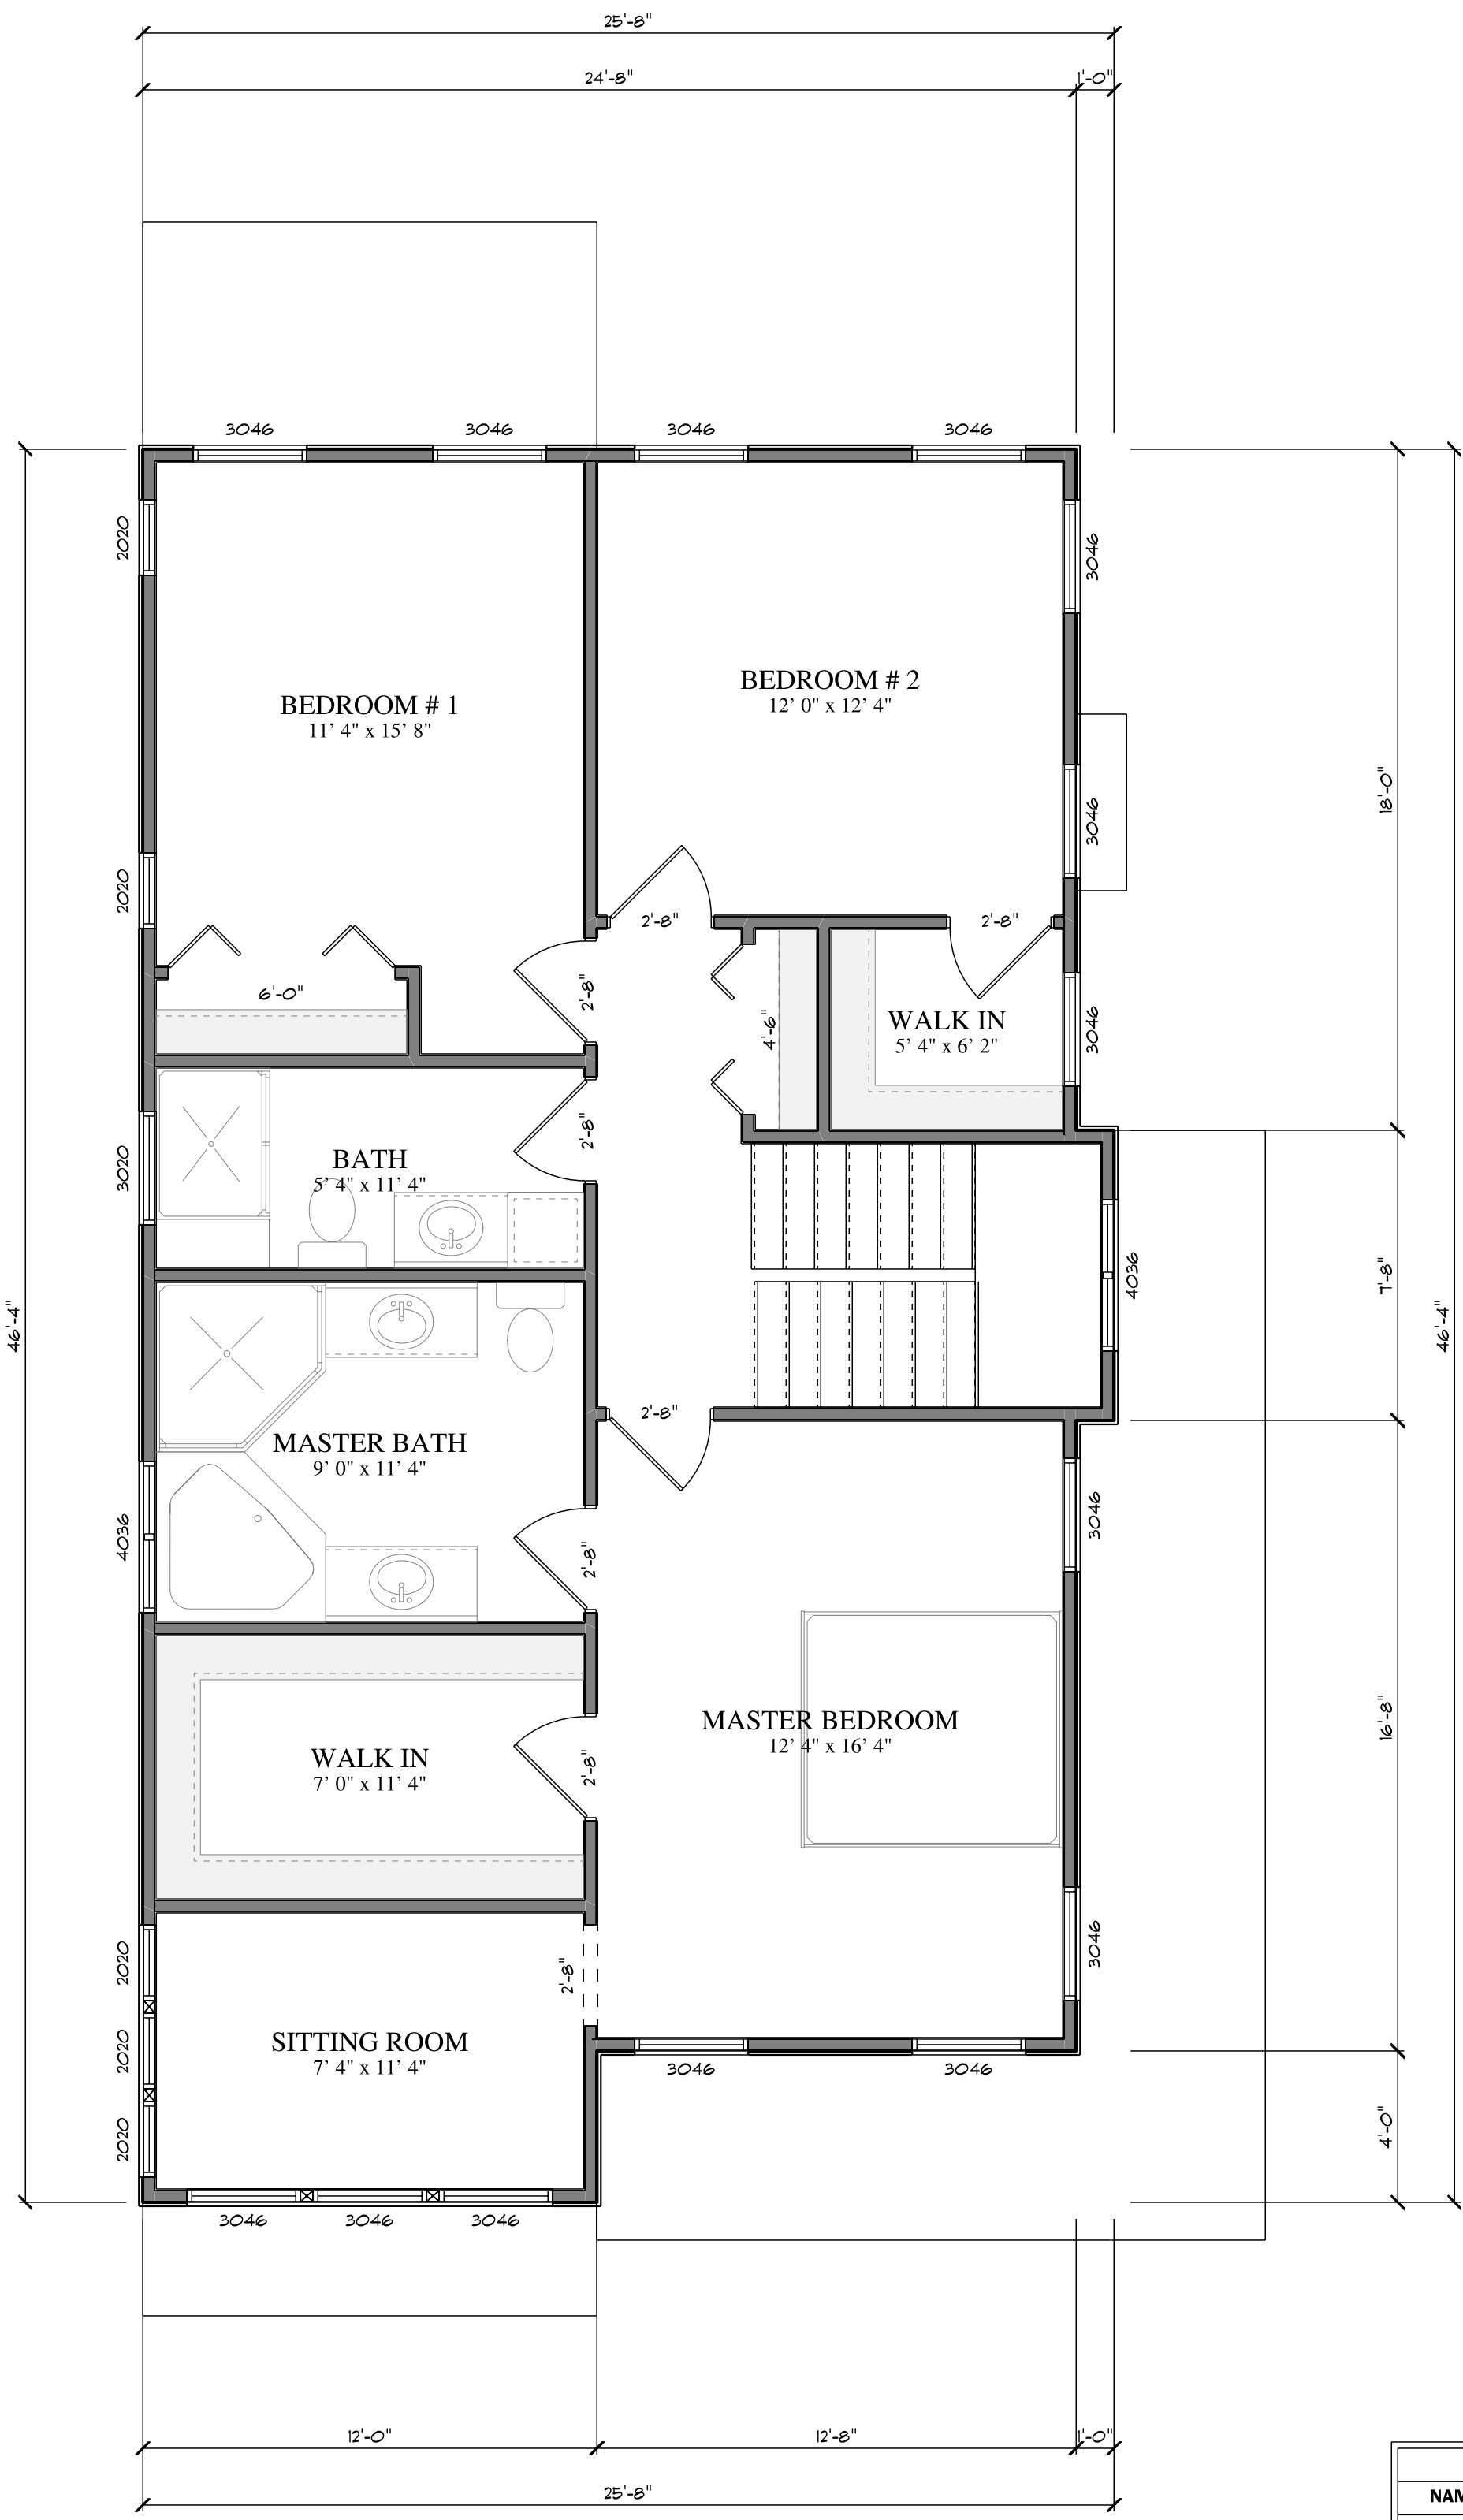 25'-8"
24'-8"
1'-0"
3046
3046
3046
3046
2020
3046
BEDROOM # 2
12' 0" x 12' 4"
BEDROOM # 1
11' 4" x 15' 8"
18'-0"
3046
2020
2'-8"
2'-8"
6'-0"
2'-8"
4'-6"
WALK IN
5' 4" x 6' 2"
3046
2'-8"
3020
BATH
5' 4" x 11' 4"
4036
7'-8"
46'-4"
46'-4"
2'-8"
MASTER BATH
9' 0" x 11' 4"
3046
4036
2'-8"
MASTER BEDROOM
12' 4" x 16' 4"
16'-8"
WALK IN
7' 0" x 11' 4"
2'-8"
3046
2020
2'-8"
SITTING ROOM
7' 4" x 11' 4"
2020
3046
3046
2020
4'-0"
3046
3046
3046
12'-0"
12'-8"
1'-0"
25'-8"